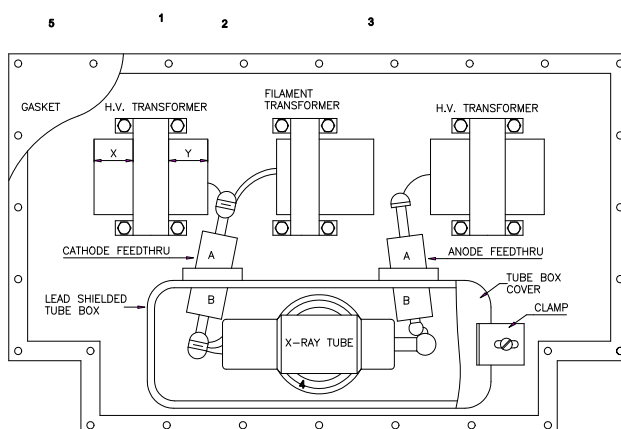 5 1 2 3
GASKET
H.V. TRANSFORMER
FILAMENT
TRANSFORMER
H.V. TRANSFORMER
X
Y
CATHODE FEEDTHRU
A
A
ANODE FEEDTHRU
LEAD SHIELDED
TUBE BOX
B
B
TUBE BOX
COVER
CLAMP
X-RAY TUBE
4